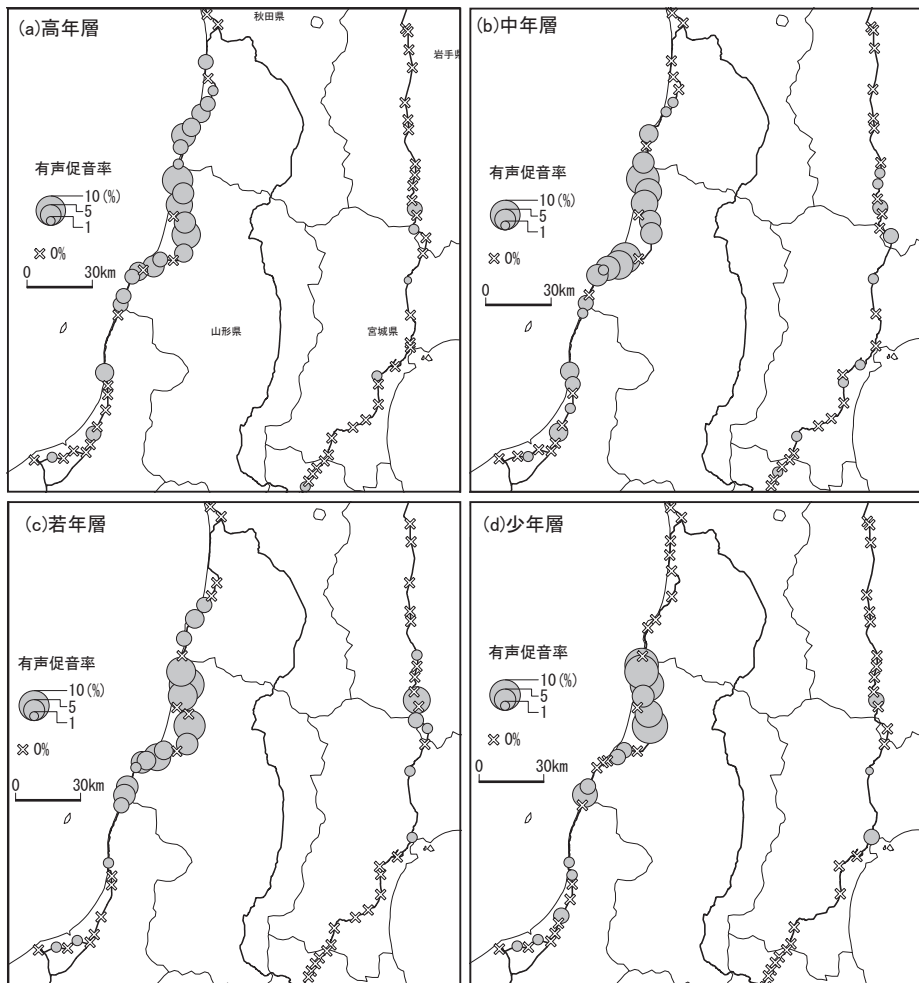 (a)高年層
秋田県
岩手県
有声促音率
10(%)
5
1
0%
0 30km
山形県
宮城県
(b)中年層
有声促音率
10(%)
5
1
0%
0 30km
(c)若年層
有声促音率
10(%)
5
1
0%
0 30km
(d)少年層
有声促音率
10(%)
5
1
0%
0 30km